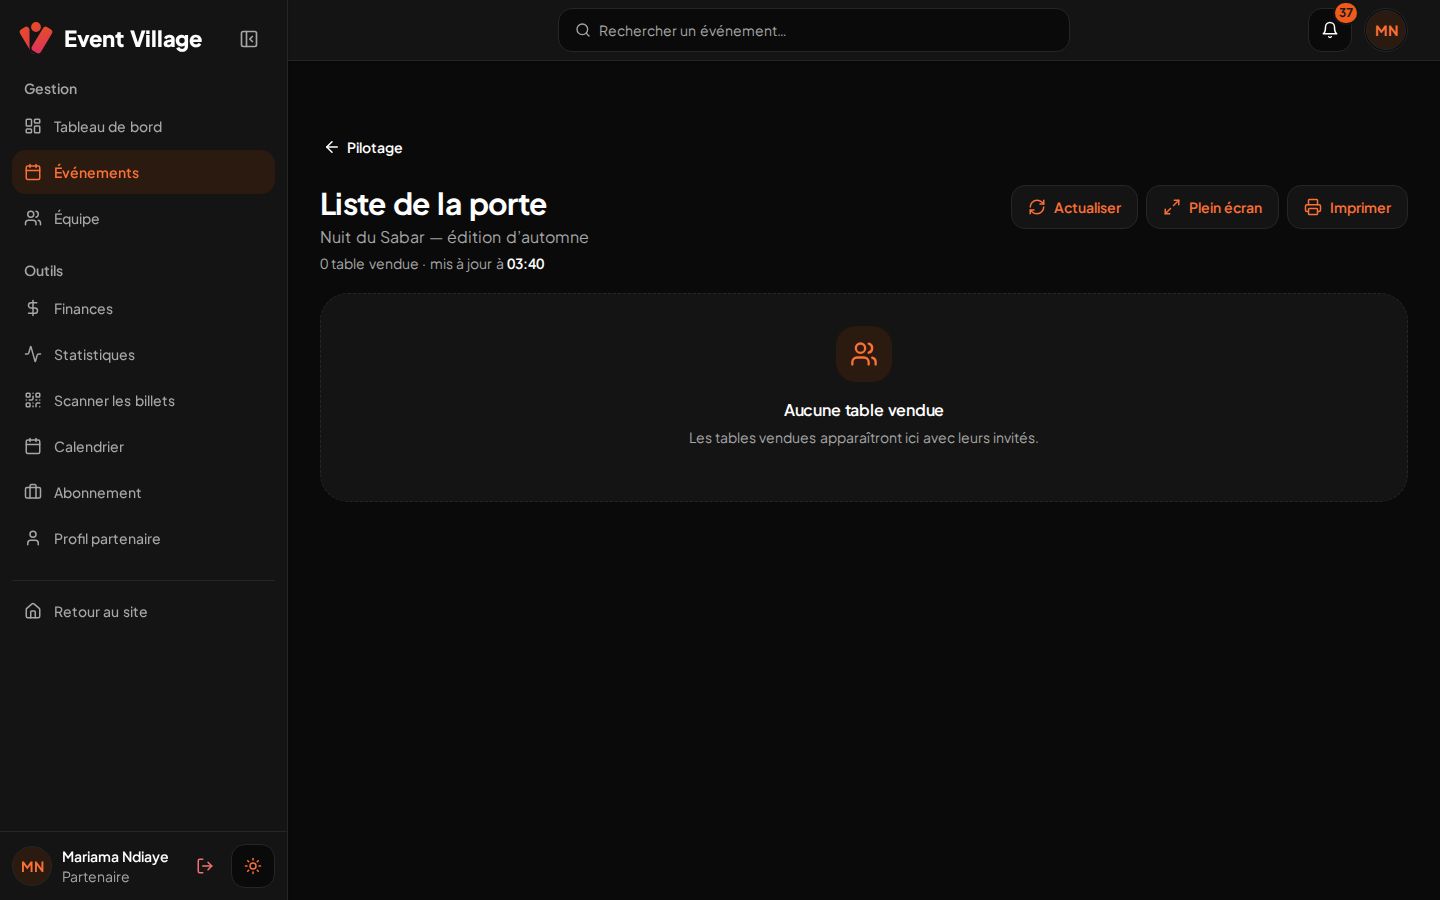 Event Village
Rechercher un événement...
37
MN
Gestion
Tableau de bord
Événements
Équipe
Outils
Finances
Statistiques
Scanner les billets
Calendrier
Abonnement
Profil partenaire
Retour au site
Pilotage
Liste de la porte
Nuit du Sabar — édition d’automne
0 table vendue · mis à jour à 03:40
Actualiser
Plein écran
Imprimer
Aucune table vendue
Les tables vendues apparaîtront ici avec leurs invités.
MN
Mariama Ndiaye
Partenaire